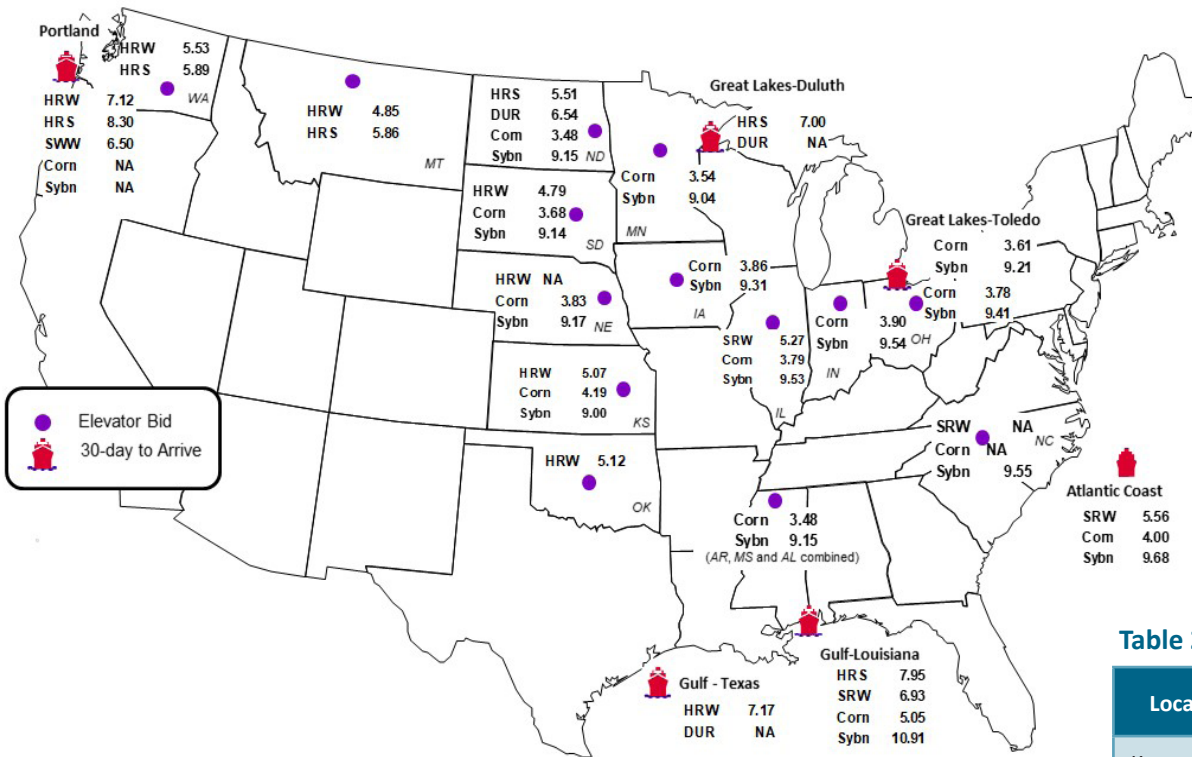 Portland
HRW 5.53
HRS 5.89
WA
HRW 7.12
HRS 8.30
SWW 6.50
Corn NA
Sybn NA
HRW 4.85
HRS 5.86
MT
HRS 5.51
DUR 6.54
Corn 3.48
Sybn 9.15 ND
HRW 4.79
Corn 3.68
Sybn 9.14 SD
HRW NA
Corn 3.83
Sybn 9.17 NE
HRW 5.07
Corn 4.19
Sybn 9.00
KS
HRW 5.12
OK
Great Lakes-Duluth
HRS 7.00
DUR NA
Corn 3.54
Sybn 9.04
MN
Corn 3.86
Sybn 9.31
IA
SRW 5.27
Corn 3.79
Sybn 9.53
IL
Great Lakes-Toledo
Corn 3.61
Sybn 9.21
Corn 3.78
Sybn 9.41
OH
Corn 3.90
Sybn 9.54
IN
SRW NA
Corn NA
NC
Sybn 9.55
Atlantic Coast
SRW 5.56
Corn 4.00
Sybn 9.68
Corn 3.48
Sybn 9.15
(AR, MS and AL combined)
Gulf-Louisiana
HRS 7.95
SRW 6.93
Corn 5.05
Sybn 10.91
Gulf - Texas
HRW 7.17
DUR NA
Elevator Bid
30-day to Arrive
Table
Loca